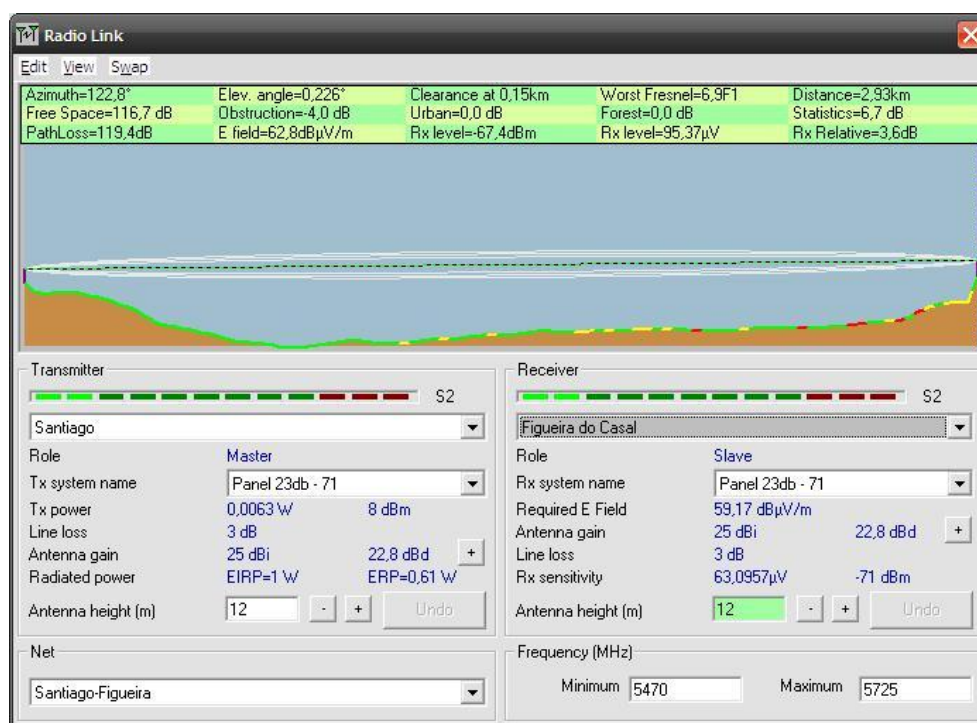 Radio Link
Edit View Swap
Azimuth=122,8° Elev. angle=0,226° Clearance at 0,15km Worst Fresnel=6,9F1 Distance=2,93km
Free Space=116,7 dB Obstruction=-4,0 dB Urban=0,0 dB Forest=0,0 dB Statistics=6,7 dB
PathLoss=119,4dB E field=62,8dBµV/m Rx level=-67,4dBm Rx level=95,37µV Rx Relative=3,6dB
Transmitter Receiver
S2 S2
Santiago Figueira do Casal
Role Master Role Slave
Tx system name Panel 23db - 71 Rx system name Panel 23db - 71
Tx power 0,0063 W 8 dBm Required E Field 59,17 dBµV/m
Line loss 3 dB Antenna gain 25 dBi 22,8 dBd +
Antenna gain 25 dBi 22,8 dBd + Line loss 3 dB
Radiated power EIRP=1 W ERP=0,61 W Rx sensitivity 63,0957µV -71 dBm
Antenna height (m) 12 - + Undo Antenna height (m) 12 - + Undo
Net Frequency (MHz)
Santiago-Figueira Minimum 5470 Maximum 5725